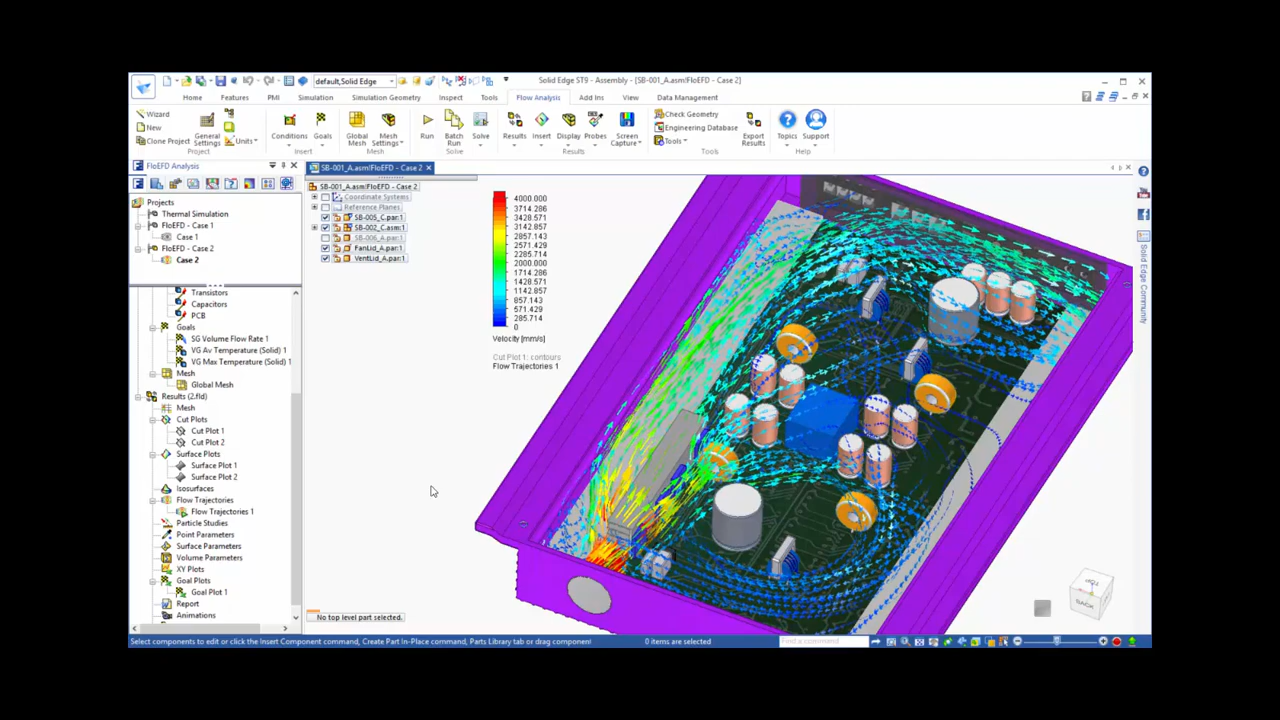 default,Solid Edge
Solid Edge ST9 - Assembly - [SB-001_A.asm!FloEFD - Case 2]
Home Features PMI Simulation Simulation Geometry Inspect Tools Flow Analysis Add Ins View Data Management
Wizard
New
Clone Project
General Settings
Units
Project
Conditions
Goals
Insert
Global Mesh
Mesh Settings
Mesh
Run
Batch Run
Solve
Solve
Results
Insert
Display
Probes
Screen Capture
Results
Check Geometry
Engineering Database
Tools
Export Results
Tools
Topics
Support
Help
FloEFD Analysis
SB-001_A.asm!FloEFD - Case 2
Projects
Thermal Simulation
FloEFD - Case 1
Case 1
FloEFD - Case 2
Case 2
Transistors
Capacitors
PCB
Goals
SG Volume Flow Rate 1
VG Av Temperature (Solid) 1
VG Max Temperature (Solid) 1
Mesh
Global Mesh
Results (2.fld)
Mesh
Cut Plots
Cut Plot 1
Cut Plot 2
Surface Plots
Surface Plot 1
Surface Plot 2
Isosurfaces
Flow Trajectories
Flow Trajectories 1
Particle Studies
Point Parameters
Surface Parameters
Volume Parameters
XY Plots
Goal Plots
Goal Plot 1
Report
Animations
SB-001_A.asm!FloEFD - Case 2
Coordinate Systems
Reference Planes
SB-005_C.par:1
SB-002_C.asm:1
SB-006_A.par:1
FanLid_A.par:1
VentLid_A.par:1
4000.000
3714.286
3428.571
3142.857
2857.143
2571.429
2285.714
2000.000
1714.286
1428.571
1142.857
857.143
571.429
285.714
0
Velocity [mm/s]
Cut Plot 1: contours
Flow Trajectories 1
TOP
BACK
Solid Edge Community
No top level part selected.
Select components to edit or click the Insert Component command, Create Part In-Place command, Parts Library tab or drag component
0 items are selected
Find a command